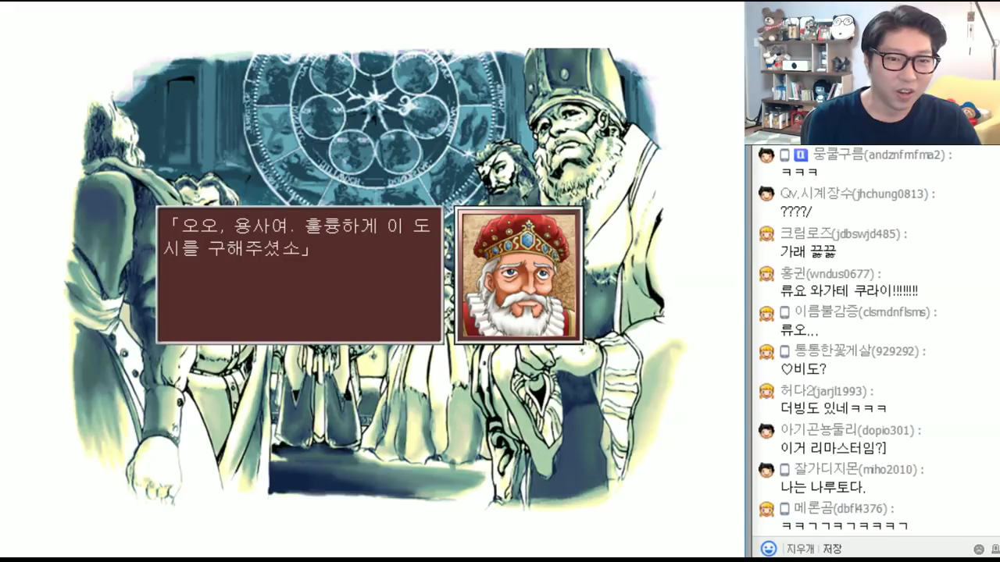 「오오, 용사여. 훌륭하게 이 도
시를 구해주셨소」
뭉쿨구름(andznfmfma2) :
ㅋㅋㅋ
Qv,시계장수(jhchung0813) :
????/
크림로즈(jdbswjd485) :
가래 끓끓
홍귄(wndus0677) :
류요 와가테 쿠라이!!!!!!!!
이름불감증(clsmdnflsms) :
류오...
통통한꽃게살(929292) :
♡비도?
허다2(jarjl1993) :
더빙도 있네ㅋㅋㅋ
아기곤뇽둘리(dopio301) :
이거 리마스터임?]
잘가디지몬(miho2010) :
나는 나루토다.
메론곰(dbfl4376) :
ㅋㅋㄱㄱㅋㄱㅋㅋㅋㄱ
지우개 저장